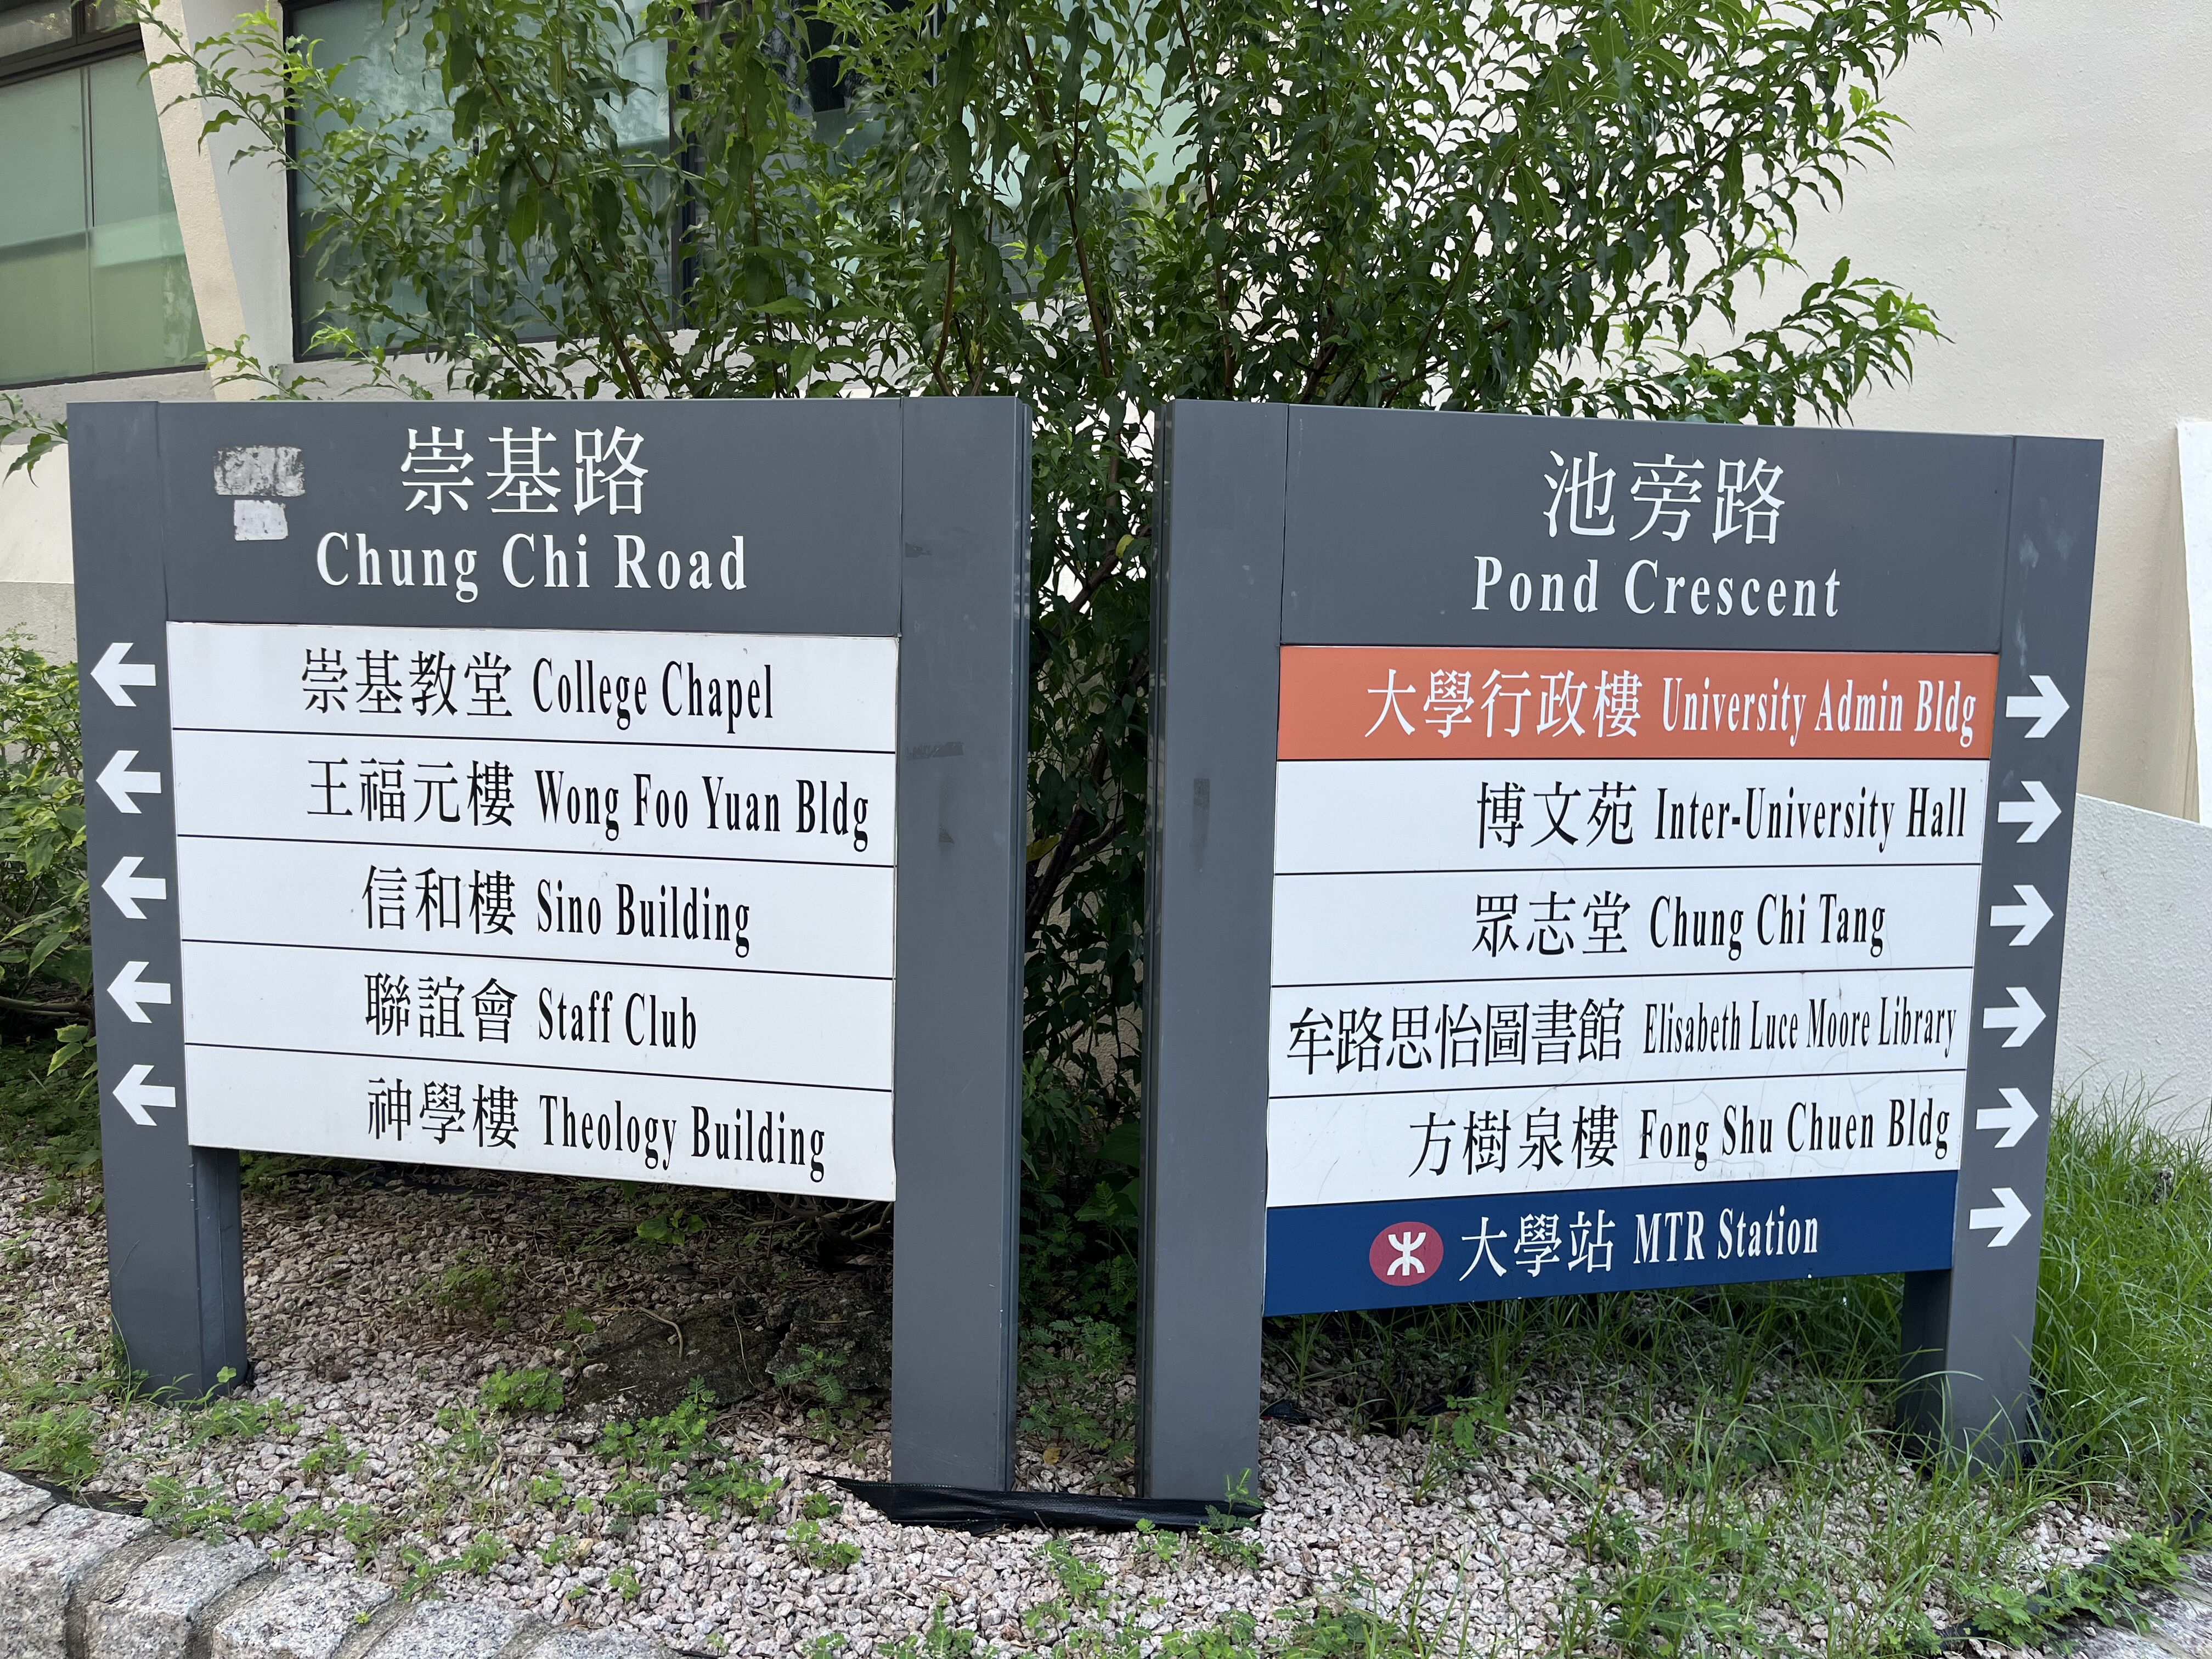 崇基路
Chung Chi Road
崇基教堂 College Chapel
王福元樓 Wong Foo Yuan Bldg
信和樓 Sino Building
聯誼會 Staff Club
神學樓 Theology Building
池旁路
Pond Crescent
大學行政樓 University Admin Bldg
博文苑 Inter-University Hall
眾志堂 Chung Chi Tang
牟路思怡圖書館 Elisabeth Luce Moore Library
方樹泉樓 Fong Shu Chuen Bldg
大學站 MTR Station